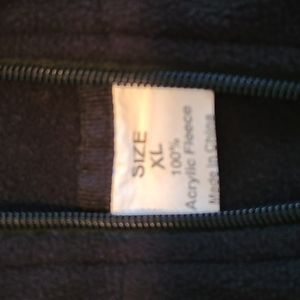 SIZE
XL
100%
Acrylic Fleece
Made In China